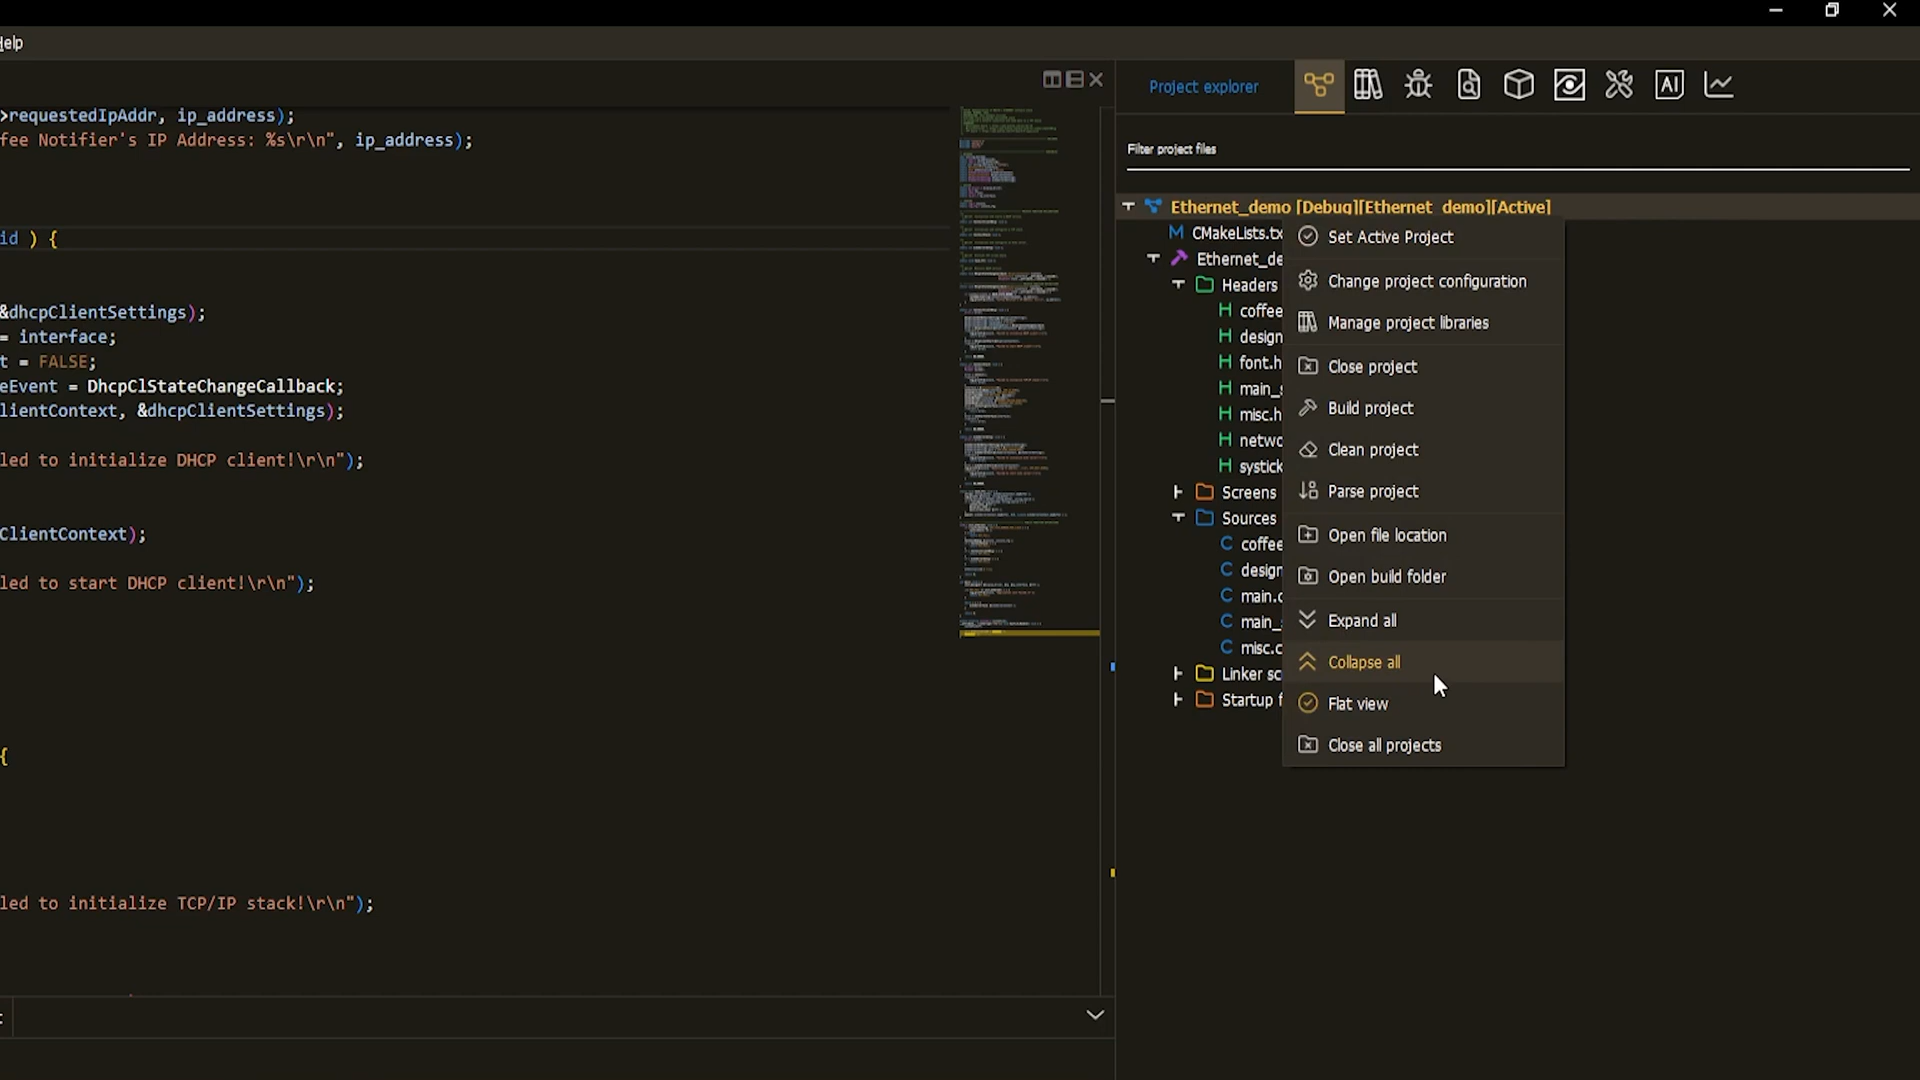 elp
>requestedIpAddr, ip_address);
fee Notifier's IP Address: %s\r\n", ip_address);
id ) {
&dhcpClientSettings);
= interface;
t = FALSE;
eEvent = DhcpClStateChangeCallback;
lientContext, &dhcpClientSettings);
led to initialize DHCP client!\r\n");
ClientContext);
led to start DHCP client!\r\n");
{
led to initialize TCP/IP stack!\r\n");
Project explorer
AI
Filter project files
Ethernet_demo [Debug][Ethernet_demo][Active]
M CMakeLists.tx
Ethernet_de
Headers
H coffee
H design
H font.h
H main_s
H misc.h
H netwo
H systick
Screens
Sources
C coffee
C design
C main.c
C main_s
C misc.c
Linker sc
Startup f
Set Active Project
Change project configuration
Manage project libraries
Close project
Build project
Clean project
Parse project
Open file location
Open build folder
Expand all
Collapse all
Flat view
Close all projects